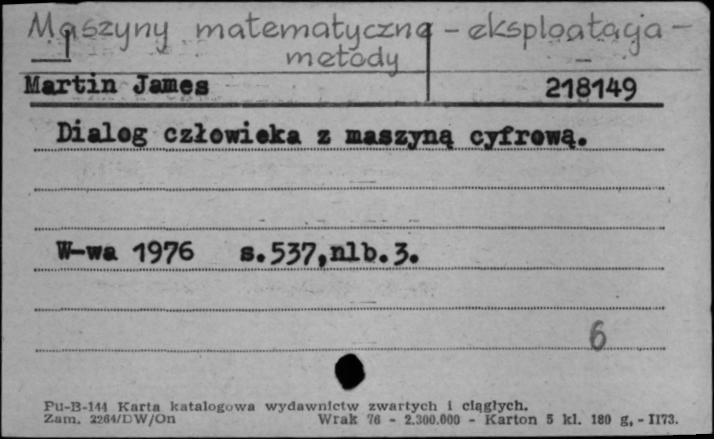 Maszyny matematyczne - eksploatacja -
metody
Martin James 218149
Dialog człowieka z maszyną cyfrową.
W-wa 1976 s.537,nlb.3.
6
Pu-B-144 Karta katalogowa wydawnictw zwartych i ciągłych.
Zam. 2264/DW/On Wrak 76 - 2.300.000 - Karton 5 kl. 180 g. - II73.